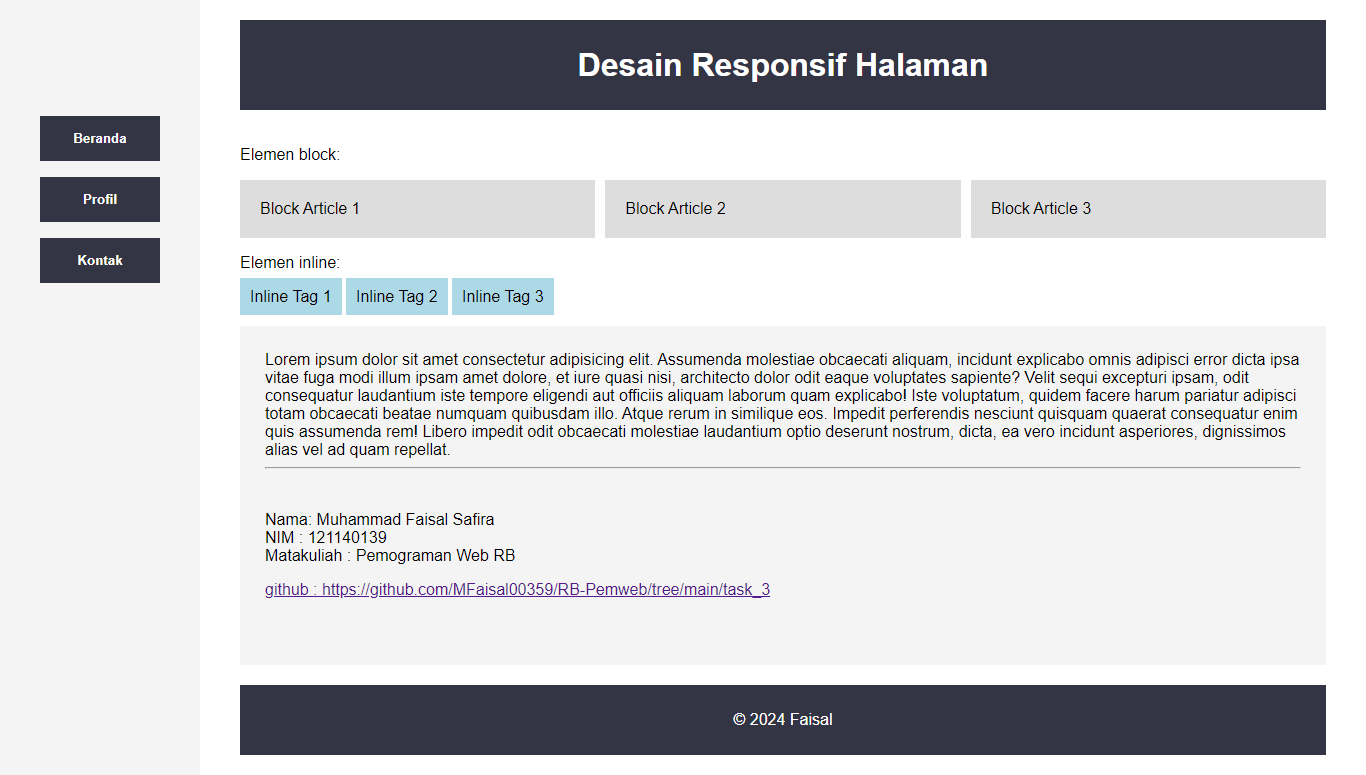 Beranda
Profil
Kontak
Desain Responsif Halaman
Elemen block:
Block Article 1
Block Article 2
Block Article 3
Elemen inline:
Inline Tag 1
Inline Tag 2
Inline Tag 3
Lorem ipsum dolor sit amet consectetur adipisicing elit. Assumenda molestiae obcaecati aliquam, incidunt explicabo omnis adipisci error dicta ipsa
vitae fuga modi illum ipsam amet dolore, et iure quasi nisi, architecto dolor odit eaque voluptates sapiente? Velit sequi excepturi ipsam, odit
consequatur laudantium iste tempore eligendi aut officiis aliquam laborum quam explicabo! Iste voluptatum, quidem facere harum pariatur adipisci
totam obcaecati beatae numquam quibusdam illo. Atque rerum in similique eos. Impedit perferendis nesciunt quisquam quaerat consequatur enim
quis assumenda rem! Libero impedit odit obcaecati molestiae laudantium optio deserunt nostrum, dicta, ea vero incidunt asperiores, dignissimos
alias vel ad quam repellat.
Nama: Muhammad Faisal Safira
NIM : 121140139
Matakuliah : Pemograman Web RB
github : https://github.com/MFaisal00359/RB-Pemweb/tree/main/task_3
© 2024 Faisal